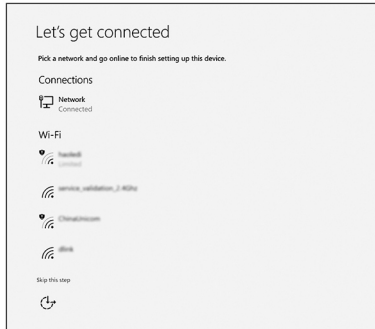 Let's get connected
Pick a network and go online to finish setting up this device.
Connections
Network
Connected
Wi-Fi
Limited
service_validation_2.4Ghz
ChinaUnicom
dlink
Skip this step